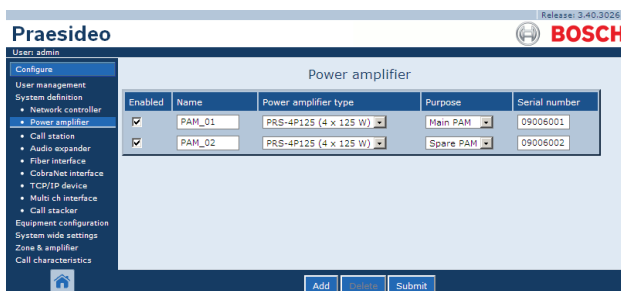 Release: 3.40.3026
Praesideo
BOSCH
User: admin
Configure
User management
System definition
• Network controller
• Power amplifier
• Call station
• Audio expander
• Fiber interface
• CobraNet interface
• TCP/IP device
• Multi ch interface
• Call stacker
Equipment configuration
System wide settings
Zone & amplifier
Call characteristics
Power amplifier
Enabled Name Power amplifier type Purpose Serial number
PAM_01 PRS-4P125 (4 x 125 W) Main PAM 09006001
PAM_02 PRS-4P125 (4 x 125 W) Spare PAM 09006002
Add Delete Submit